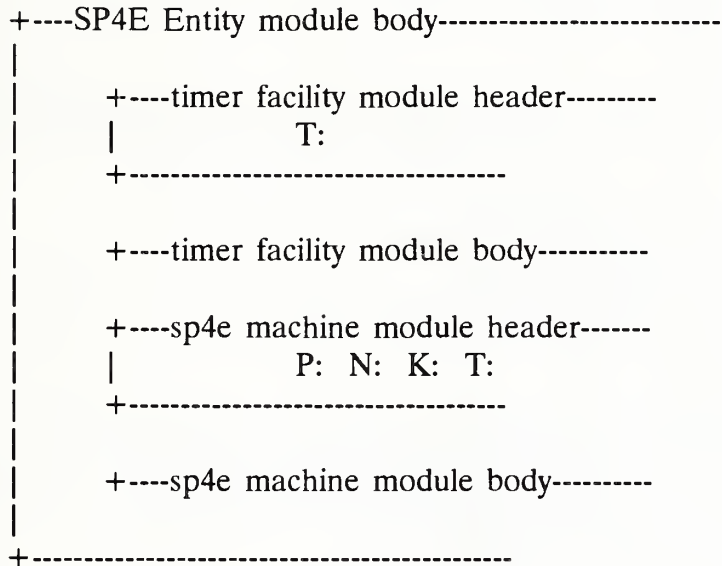 +----SP4E Entity module body---------------------------
|
| +----timer facility module header---------
| | T:
| +------------------------------------
|
| +----timer facility module body-----------
|
| +----sp4e machine module header-------
| | P: N: K: T:
| +------------------------------------
|
| +----sp4e machine module body----------
|
+----------------------------------------------